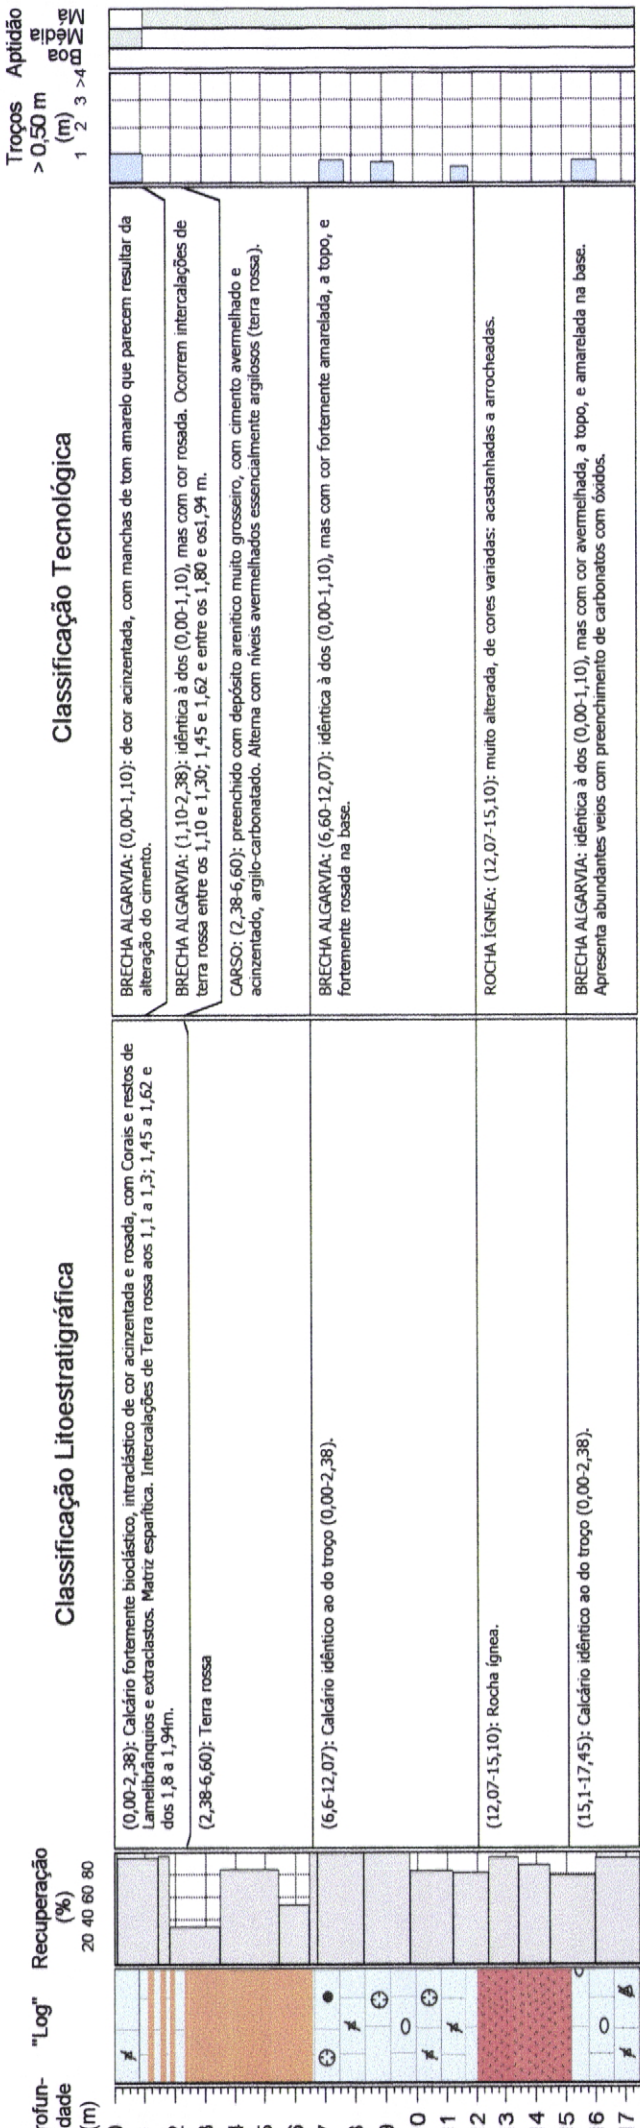 rofun-
dade
(m)
"Log"
Recuperação
(%)
20 40 60 80
Classificação Litoestratigráfica
Classificação Tecnológica
Troços
> 0,50 m
(m)
1 2 3 >4
Aptidão
Boa
Média
Má
(0,00-2,38): Calcário fortemente bioclástico, intraclástico de cor acinzentada e rosada, com Corais e restos de
Lamelibrânquios e extraclastos. Matriz esparítica. Intercalações de Terra rossa aos 1,1 a 1,3; 1,45 a 1,62 e
dos 1,8 a 1,94m.
(2,38-6,60): Terra rossa
(6,6-12,07): Calcário idêntico ao do troço (0,00-2,38).
(12,07-15,10): Rocha ígnea.
(15,1-17,45): Calcário idêntico ao do troço (0,00-2,38).
BRECHA ALGARVIA: (0,00-1,10): de cor acinzentada, com manchas de tom amarelo que parecem resultar da
alteração do cimento.
BRECHA ALGARVIA: (1,10-2,38): idêntica à dos (0,00-1,10), mas com cor rosada. Ocorrem intercalações de
terra rossa entre os 1,10 e 1,30; 1,45 e 1,62 e entre os 1,80 e os1,94 m.
CARSO: (2,38-6,60): preenchido com depósito arenítico muito grosseiro, com cimento avermelhado e
acinzentado, argilo-carbonatado. Alterna com níveis avermelhados essencialmente argilosos (terra rossa).
BRECHA ALGARVIA: (6,60-12,07): idêntica à dos (0,00-1,10), mas com cor fortemente amarelada, a topo, e
fortemente rosada na base.
ROCHA ÍGNEA: (12,07-15,10): muito alterada, de cores variadas: acastanhadas a arrocheadas.
BRECHA ALGARVIA: idêntica à dos (0,00-1,10), mas com cor avermelhada, a topo, e amarelada na base.
Apresenta abundantes veios com preenchimento de carbonatos com óxidos.
0
1
2
3
4
5
6
7